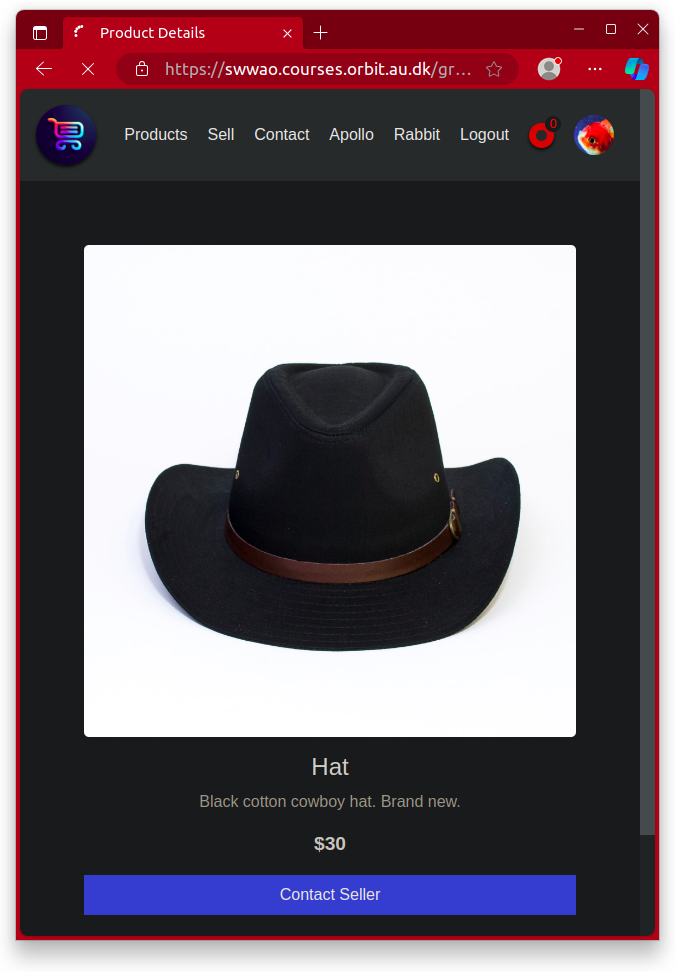 Product Details
https://swwao.courses.orbit.au.dk/gr...
Products Sell Contact Apollo Rabbit Logout 0
Hat
Black cotton cowboy hat. Brand new.
$30
Contact Seller